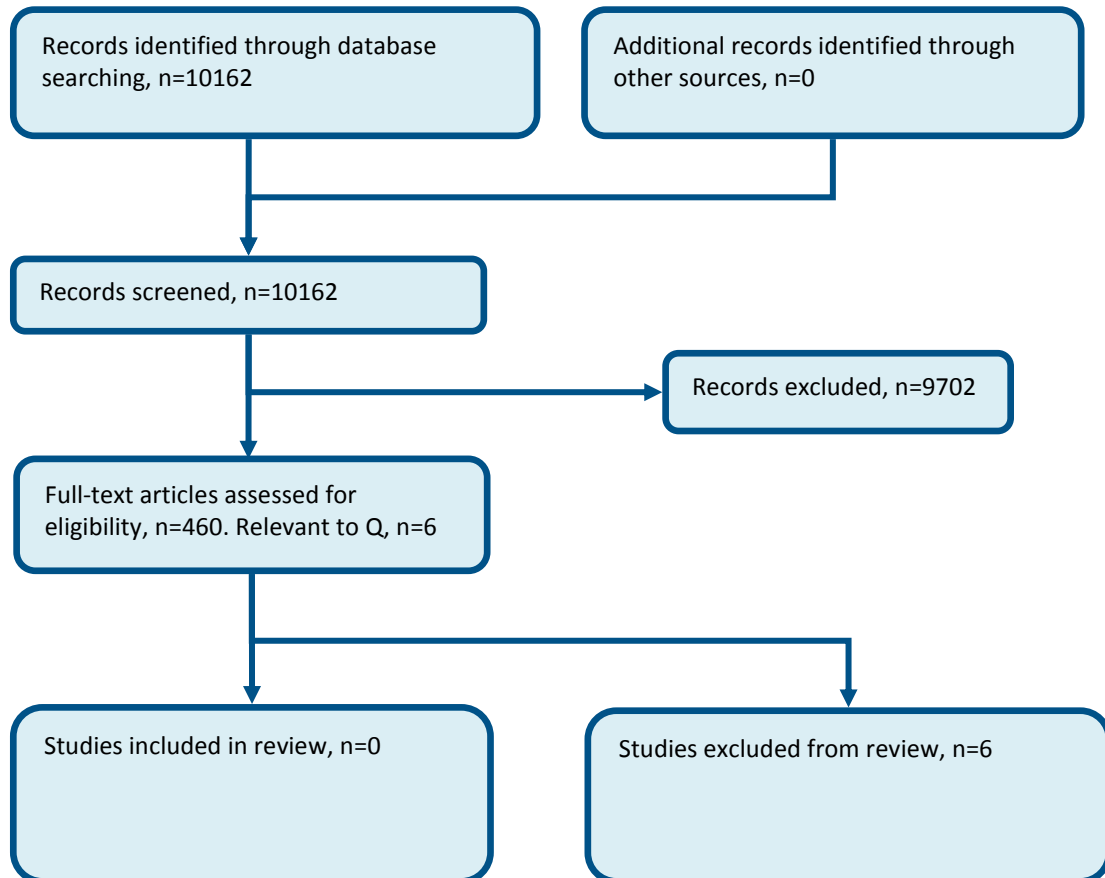 Records identified through database
searching, n=10162
Additional records identified through
other sources, n=0
Records screened, n=10162
Records excluded, n=9702
Full-text articles assessed for
eligibility, n=460. Relevant to Q, n=6
Studies included in review, n=0
Studies excluded from review, n=6